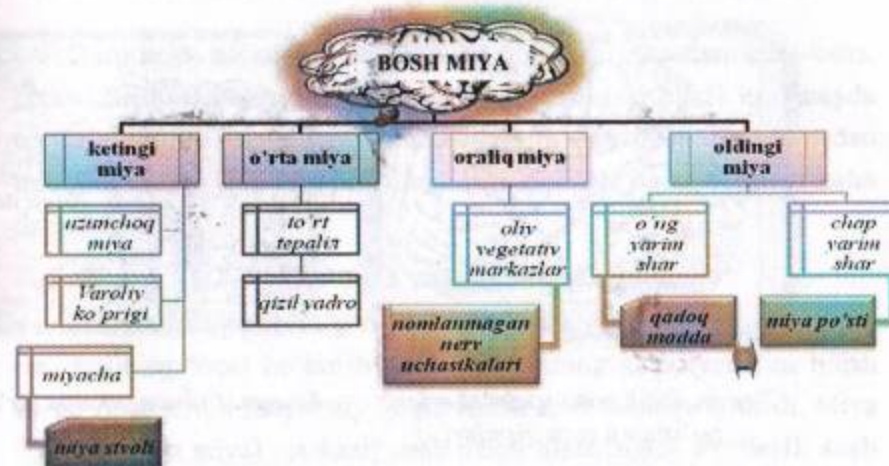 BOSH MIYA
ketingi
miya
o'rta miya
oraliq miya
oldingi
miya
uzunchoq
miya
Varoliy
ko'prigi
miyacha
miya stvoli
to'rt
tepalik
qizil yadro
oliv
vegetativ
markazlar
nomlanmagan
nerv
uchastkalari
o'ng
yarim
shar
qadoq
modda
chap
yarim
shar
miya po'sti